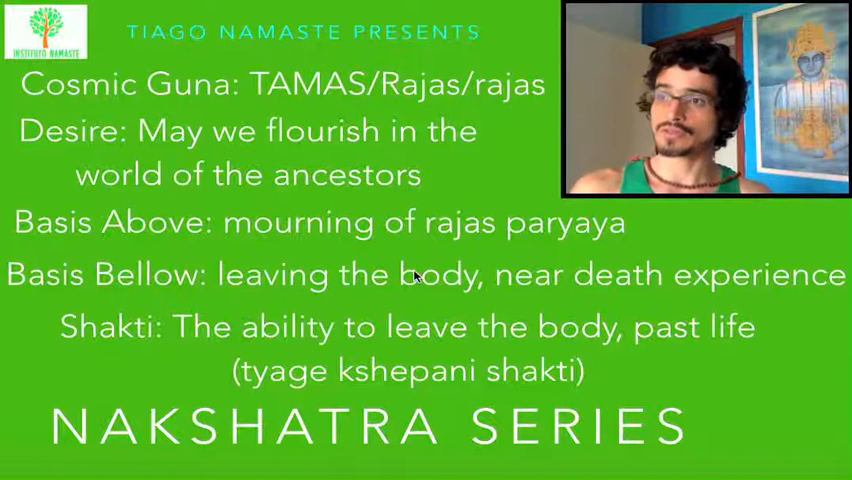 INSTITUTO NAMASTE
TIAGO NAMASTE PRESENTS
Cosmic Guna: TAMAS/Rajas/rajas
Desire: May we flourish in the
world of the ancestors
Basis Above: mourning of rajas paryaya
Basis Bellow: leaving the body, near death experience
Shakti: The ability to leave the body, past life
(tyage kshepani shakti)
NAKSHATRA SERIES